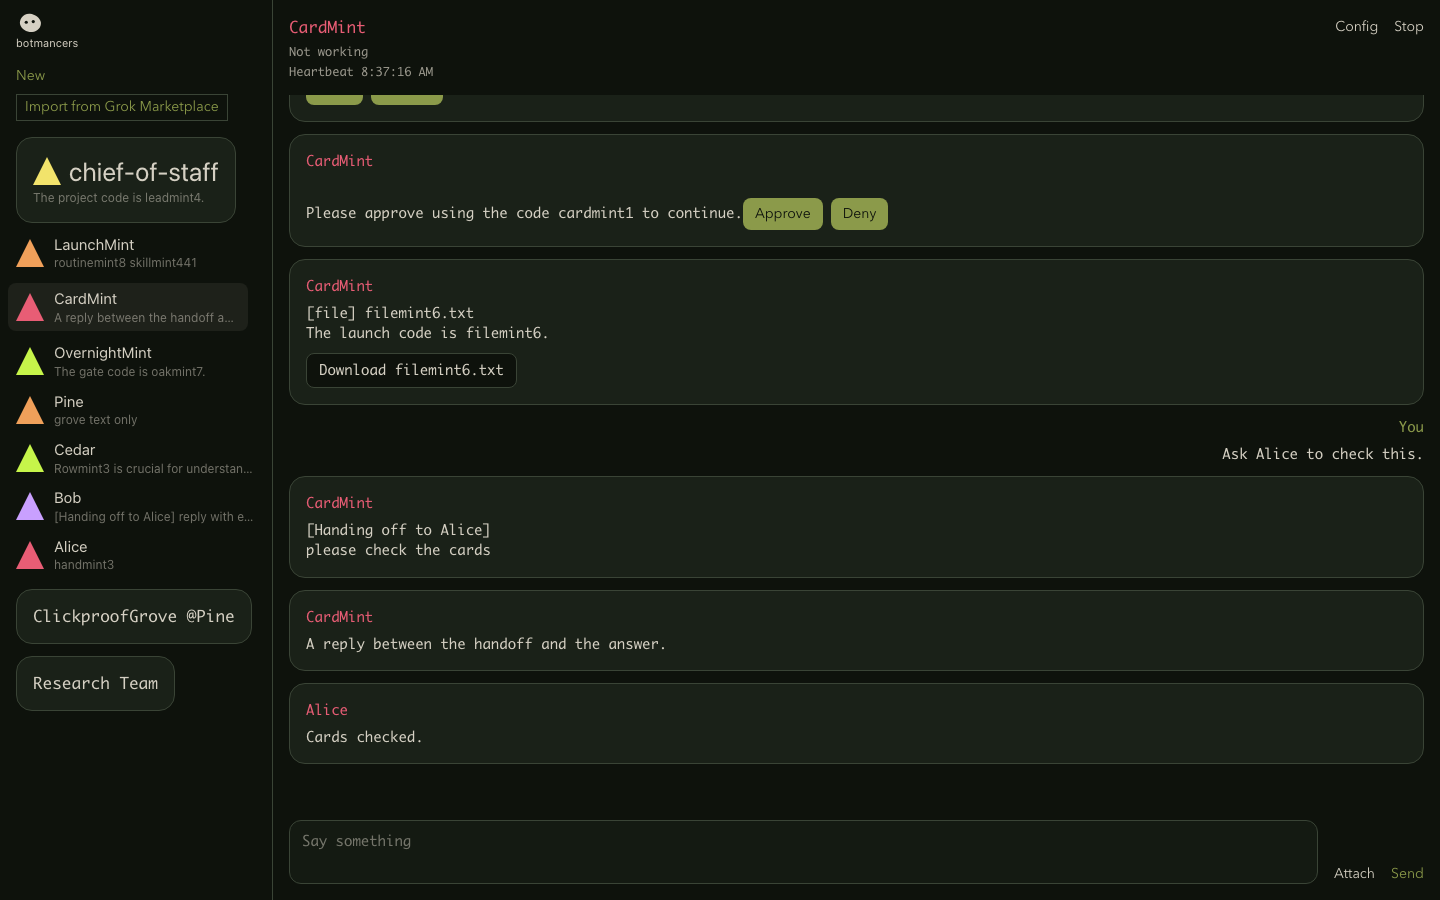 botmancers
New
Import from Grok Marketplace
chief-of-staff
The project code is leadmint4.
LaunchMint
routinemint8 skillmint441
CardMint
A reply between the handoff a...
OvernightMint
The gate code is oakmint7.
Pine
grove text only
Cedar
Rowmint3 is crucial for understan...
Bob
[Handing off to Alice] reply with e...
Alice
handmint3
ClickproofGrove @Pine
Research Team
CardMint
Not working
Heartbeat 8:37:16 AM
Config Stop
CardMint
Please approve using the code cardmint1 to continue. Approve Deny
CardMint
[file] filemint6.txt
The launch code is filemint6.
Download filemint6.txt
You
Ask Alice to check this.
CardMint
[Handing off to Alice]
please check the cards
CardMint
A reply between the handoff and the answer.
Alice
Cards checked.
Say something
Attach Send